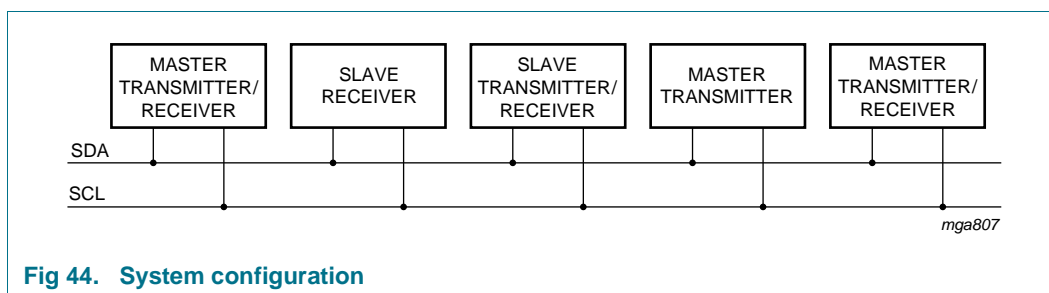 MASTER
TRANSMITTER/
RECEIVER
SLAVE
RECEIVER
SLAVE
TRANSMITTER/
RECEIVER
MASTER
TRANSMITTER
MASTER
TRANSMITTER/
RECEIVER
SDA
SCL
mga807
Fig 44. System configuration